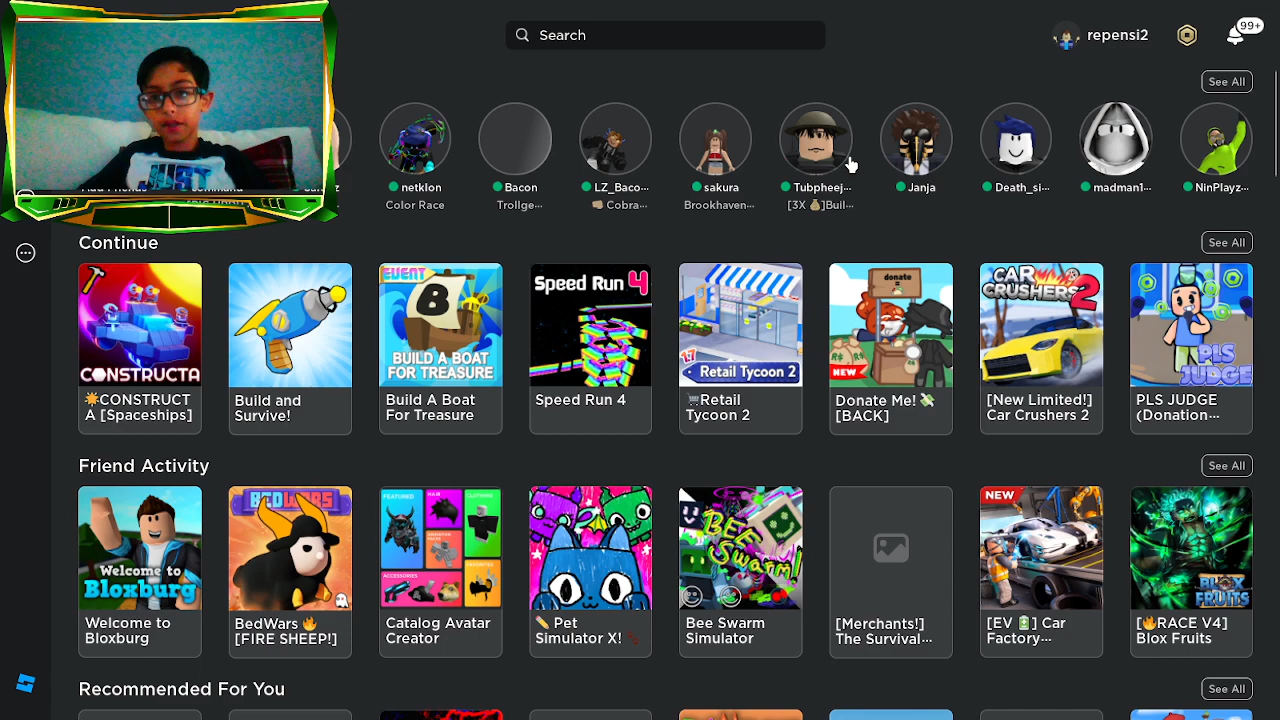 Search
repensi2
99+
See All
netklon
Bacon
LZ_Baco...
sakura
Tubpheej...
Janja
Death_si...
madman1...
NinPlayz...
Color Race
Trollge...
Cobra...
Brookhaven...
[3X 💰]Buil...
Continue
See All
EVENT
B
BUILD A BOAT
FOR TREASURE
Speed Run 4
1.7
Retail Tycoon 2
donate
NEW
CAR
CRUSHERS 2
PLS
JUDGE
CONSTRUCTA
☀CONSTRUCT
A [Spaceships]
Build and
Survive!
Build A Boat
For Treasure
Speed Run 4
🛒Retail
Tycoon 2
Donate Me! 💸
[BACK]
[New Limited!]
Car Crushers 2
PLS JUDGE
(Donation...
Friend Activity
See All
Welcome to
Bloxburg
BEDWARS
FEATURED
HAIR
CLOTHING
ACCESSORIES
BEE
Swarm!
NEW
BLOX
FRUITS
Welcome to
Bloxburg
BedWars 🔥
[FIRE SHEEP!]
Catalog Avatar
Creator
✏️ Pet
Simulator X!
Bee Swarm
Simulator
[Merchants!]
The Survival...
[EV 🔋] Car
Factory...
[🔥RACE V4]
Blox Fruits
Recommended For You
See All